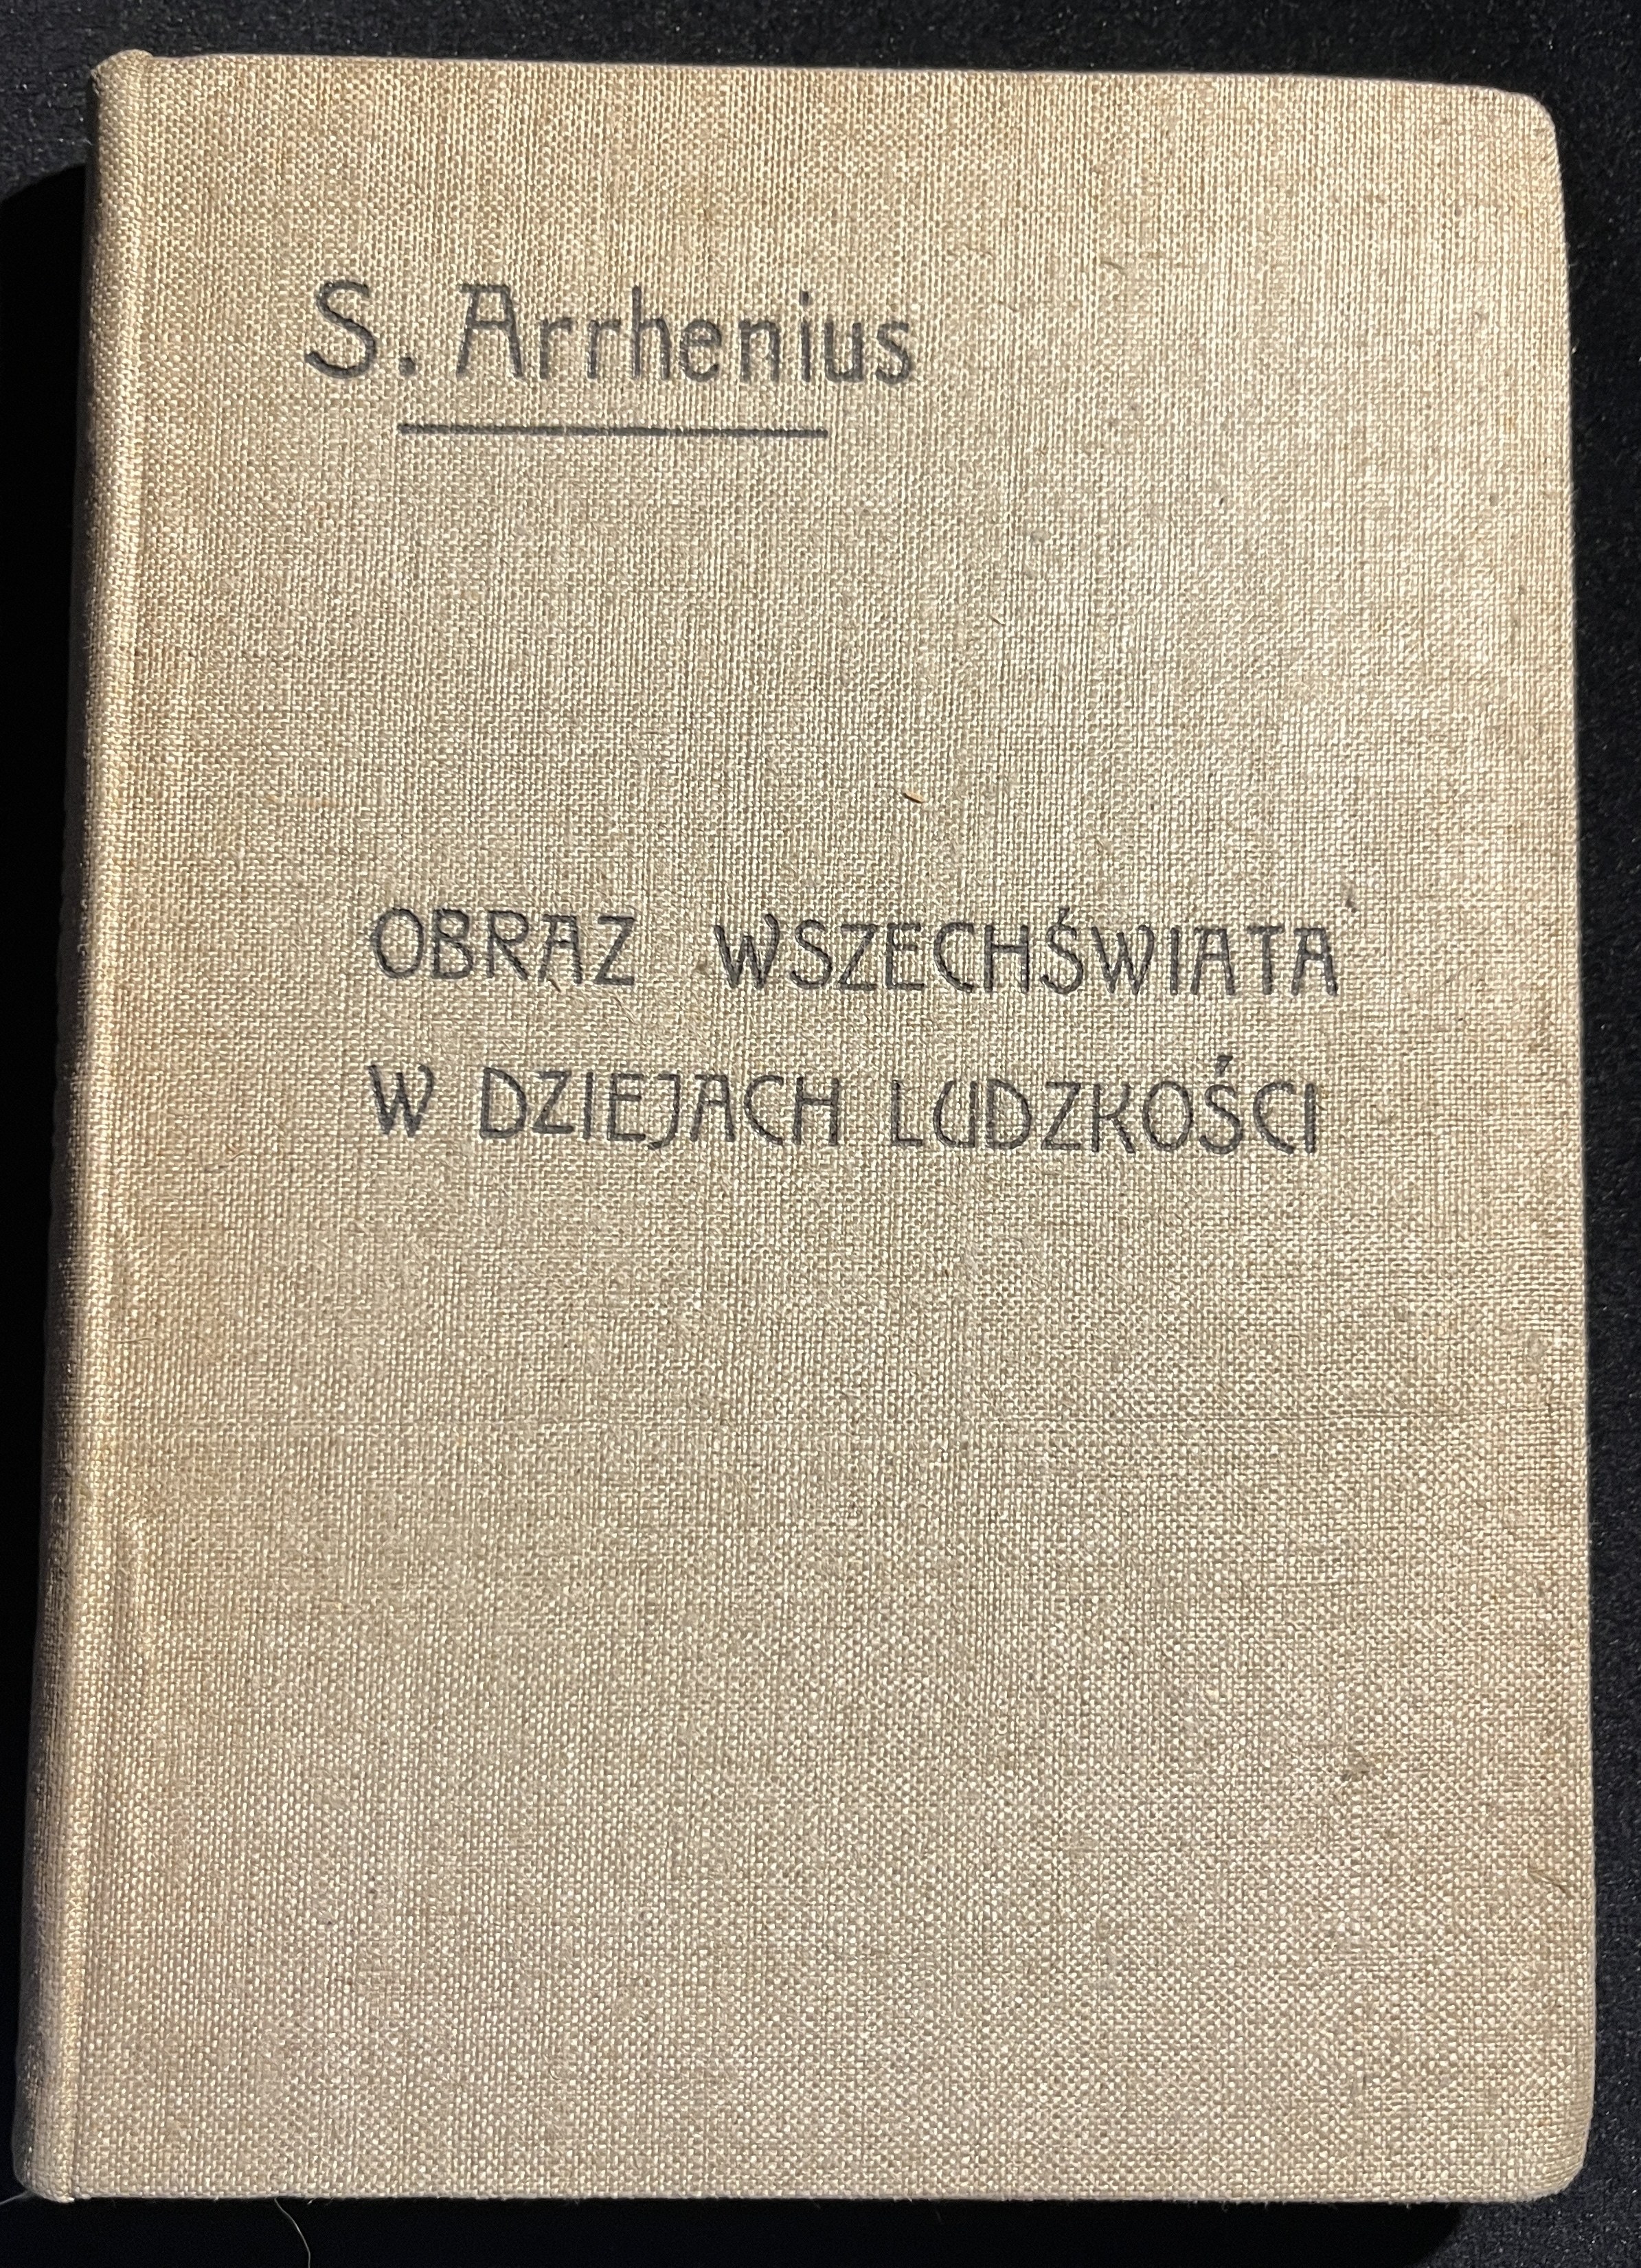 S. Arrhenius
OBRAZ WSZECHŚWIATA
W DZIEJACH LUDZKOŚCI